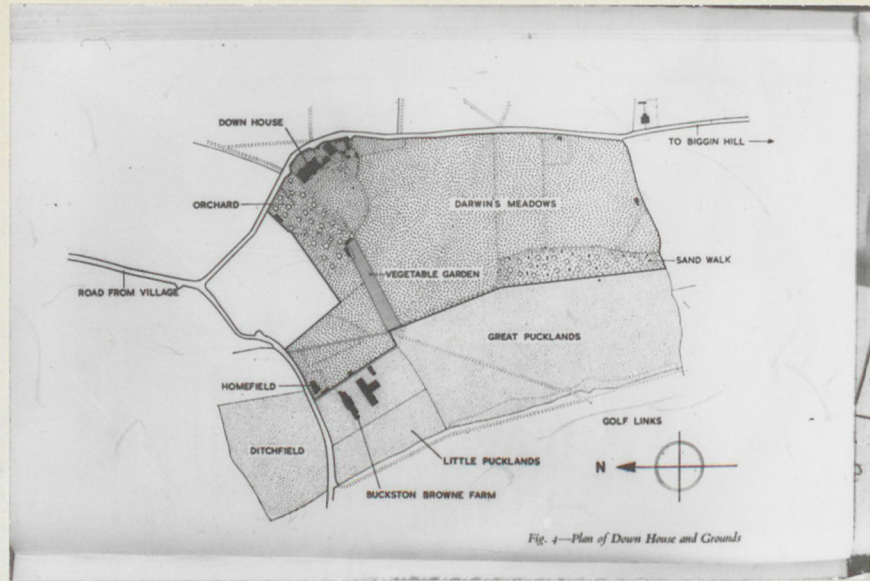 DOWN HOUSE
TO BIGGIN HILL
ORCHARD
DARWIN'S MEADOWS
SAND WALK
VEGETABLE GARDEN
ROAD FROM VILLAGE
GREAT PUCKLANDS
HOMEFIELD
GOLF LINKS
DITCHFIELD
LITTLE PUCKLANDS
N
BUCKSTON BROWNE FARM
Fig. 4—Plan of Down House and Grounds